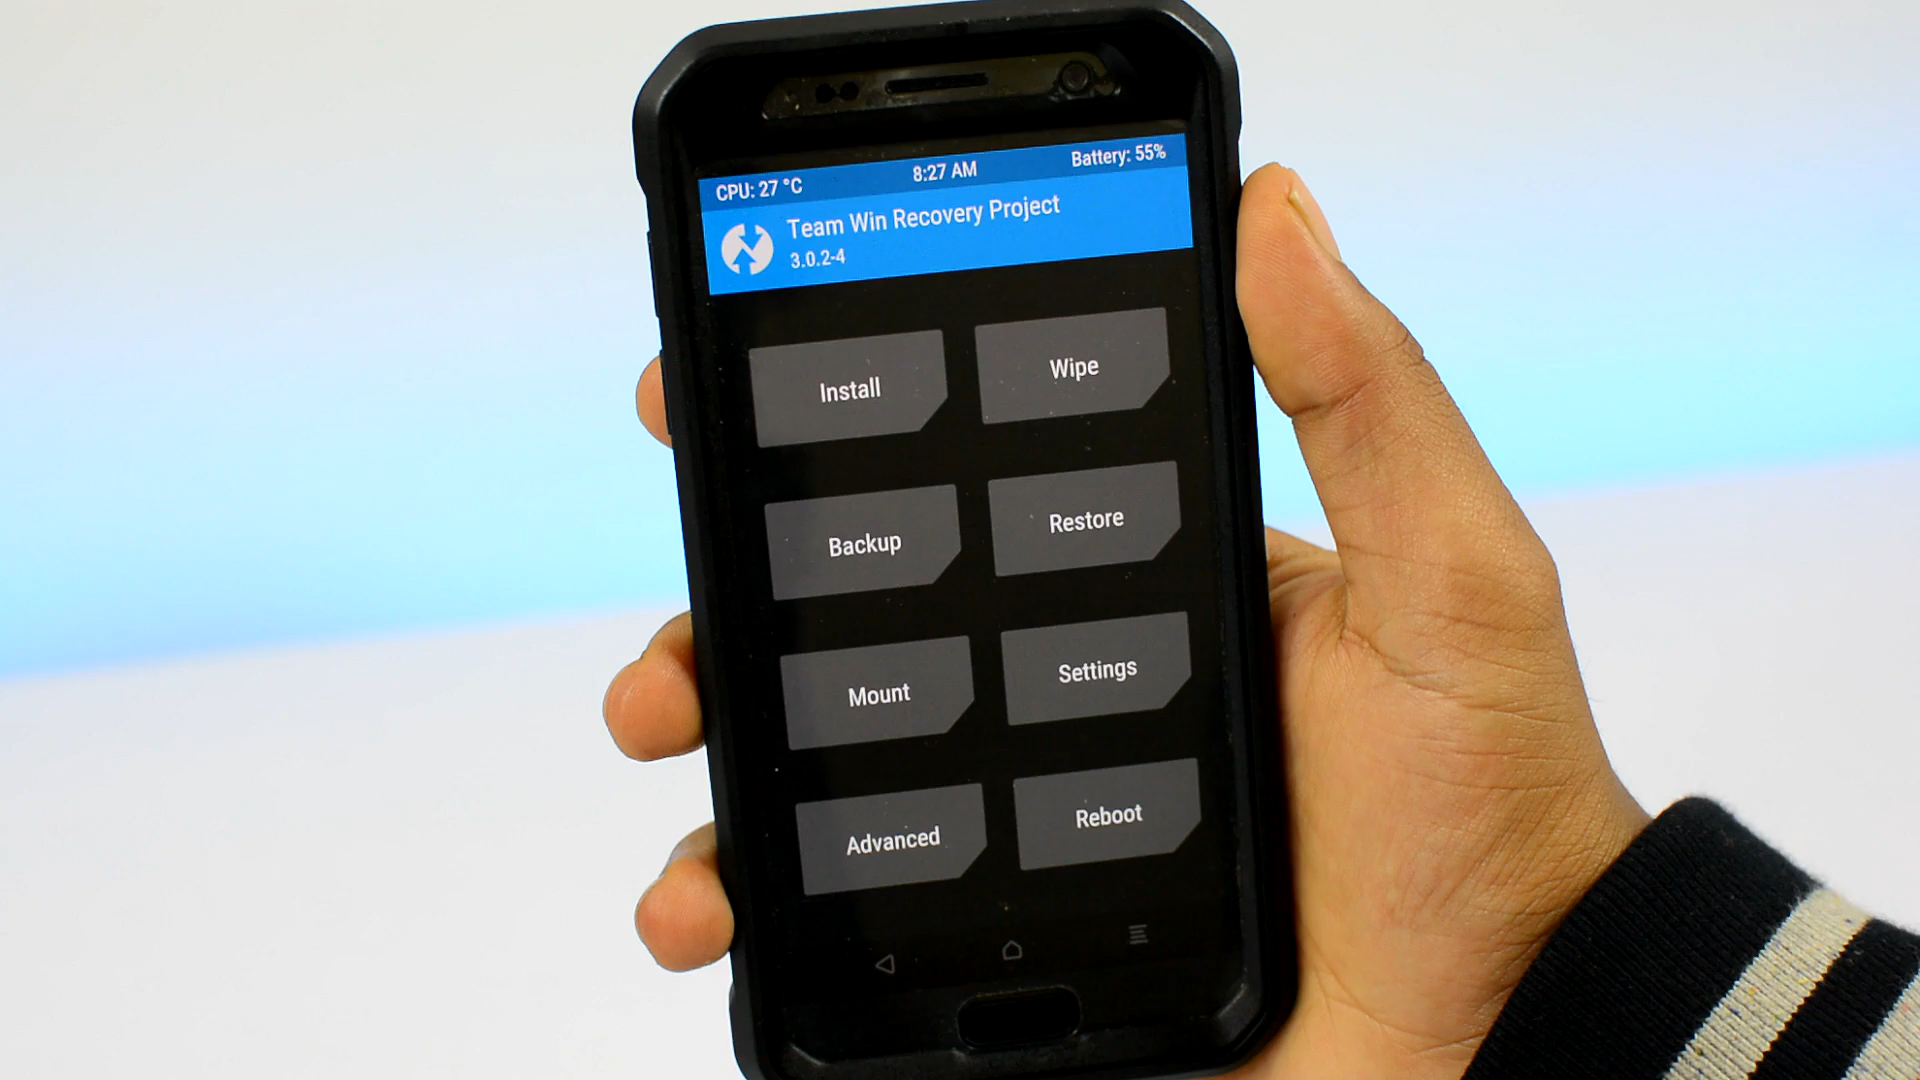 CPU: 27 °C
8:27 AM
Battery: 55%
Team Win Recovery Project
3.0.2-4
Install
Wipe
Backup
Restore
Mount
Settings
Advanced
Reboot